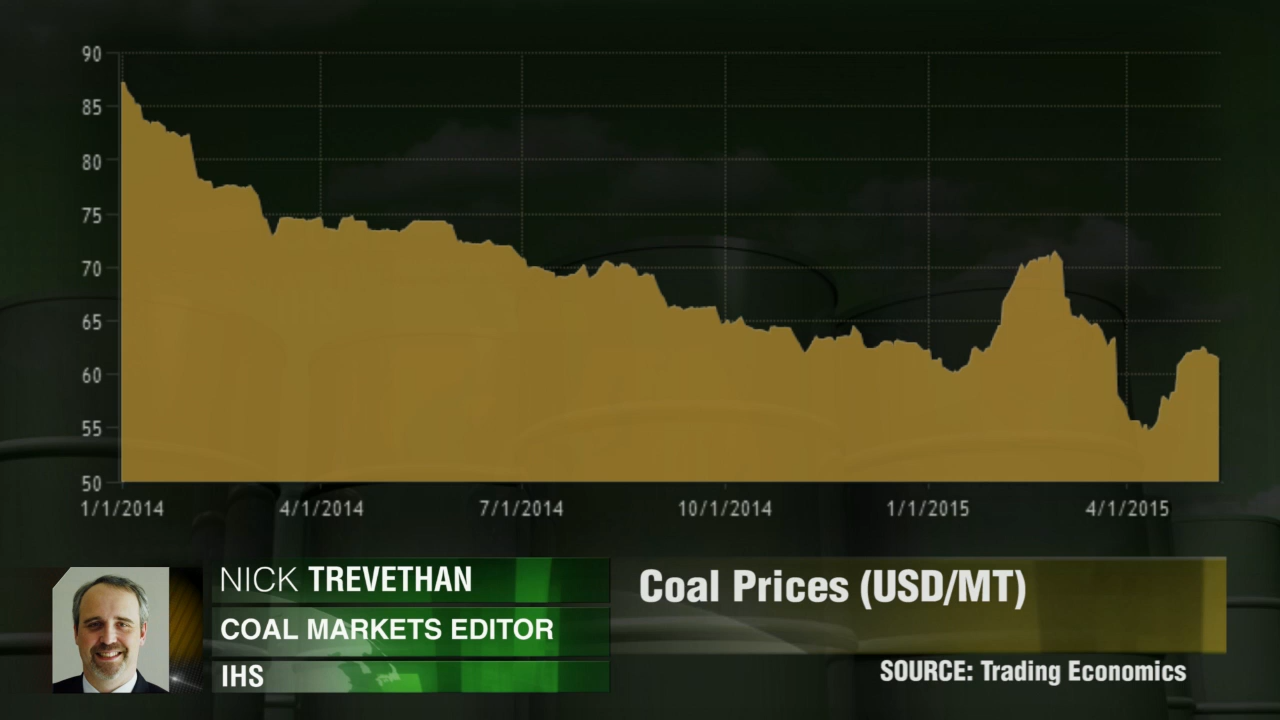 90
85
80
75
70
65
60
55
50
1/1/2014 4/1/2014 7/1/2014 10/1/2014 1/1/2015 4/1/2015
NICK TREVETHAN
COAL MARKETS EDITOR
IHS
Coal Prices (USD/MT)
SOURCE: Trading Economics